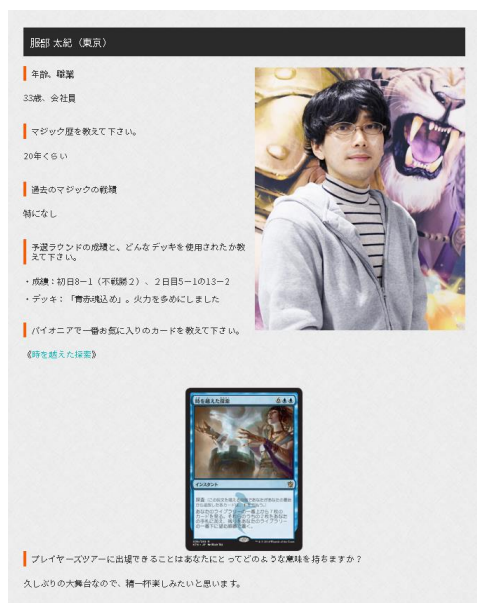 服部 太紀（東京）
年齢、職業
33歳、会社員
マジック歴を教えて下さい。
20年くらい
過去のマジックの戦績
特になし
予選ラウンドの成績と、どんなデッキを使用されたか教
えて下さい。
・成績：初日8－1（不戦勝２）、２日目5－1の13－2
・デッキ：「青赤魂込め」。火力を多めにしました
パイオニアで一番お気に入りのカードを教えて下さい。
《時を越えた探索》
時を越えた探索
インスタント
プレイヤーズツアーに出場できることはあなたにとってどのような意味を持ちますか？
久しぶりの大舞台なので、精一杯楽しみたいと思います。